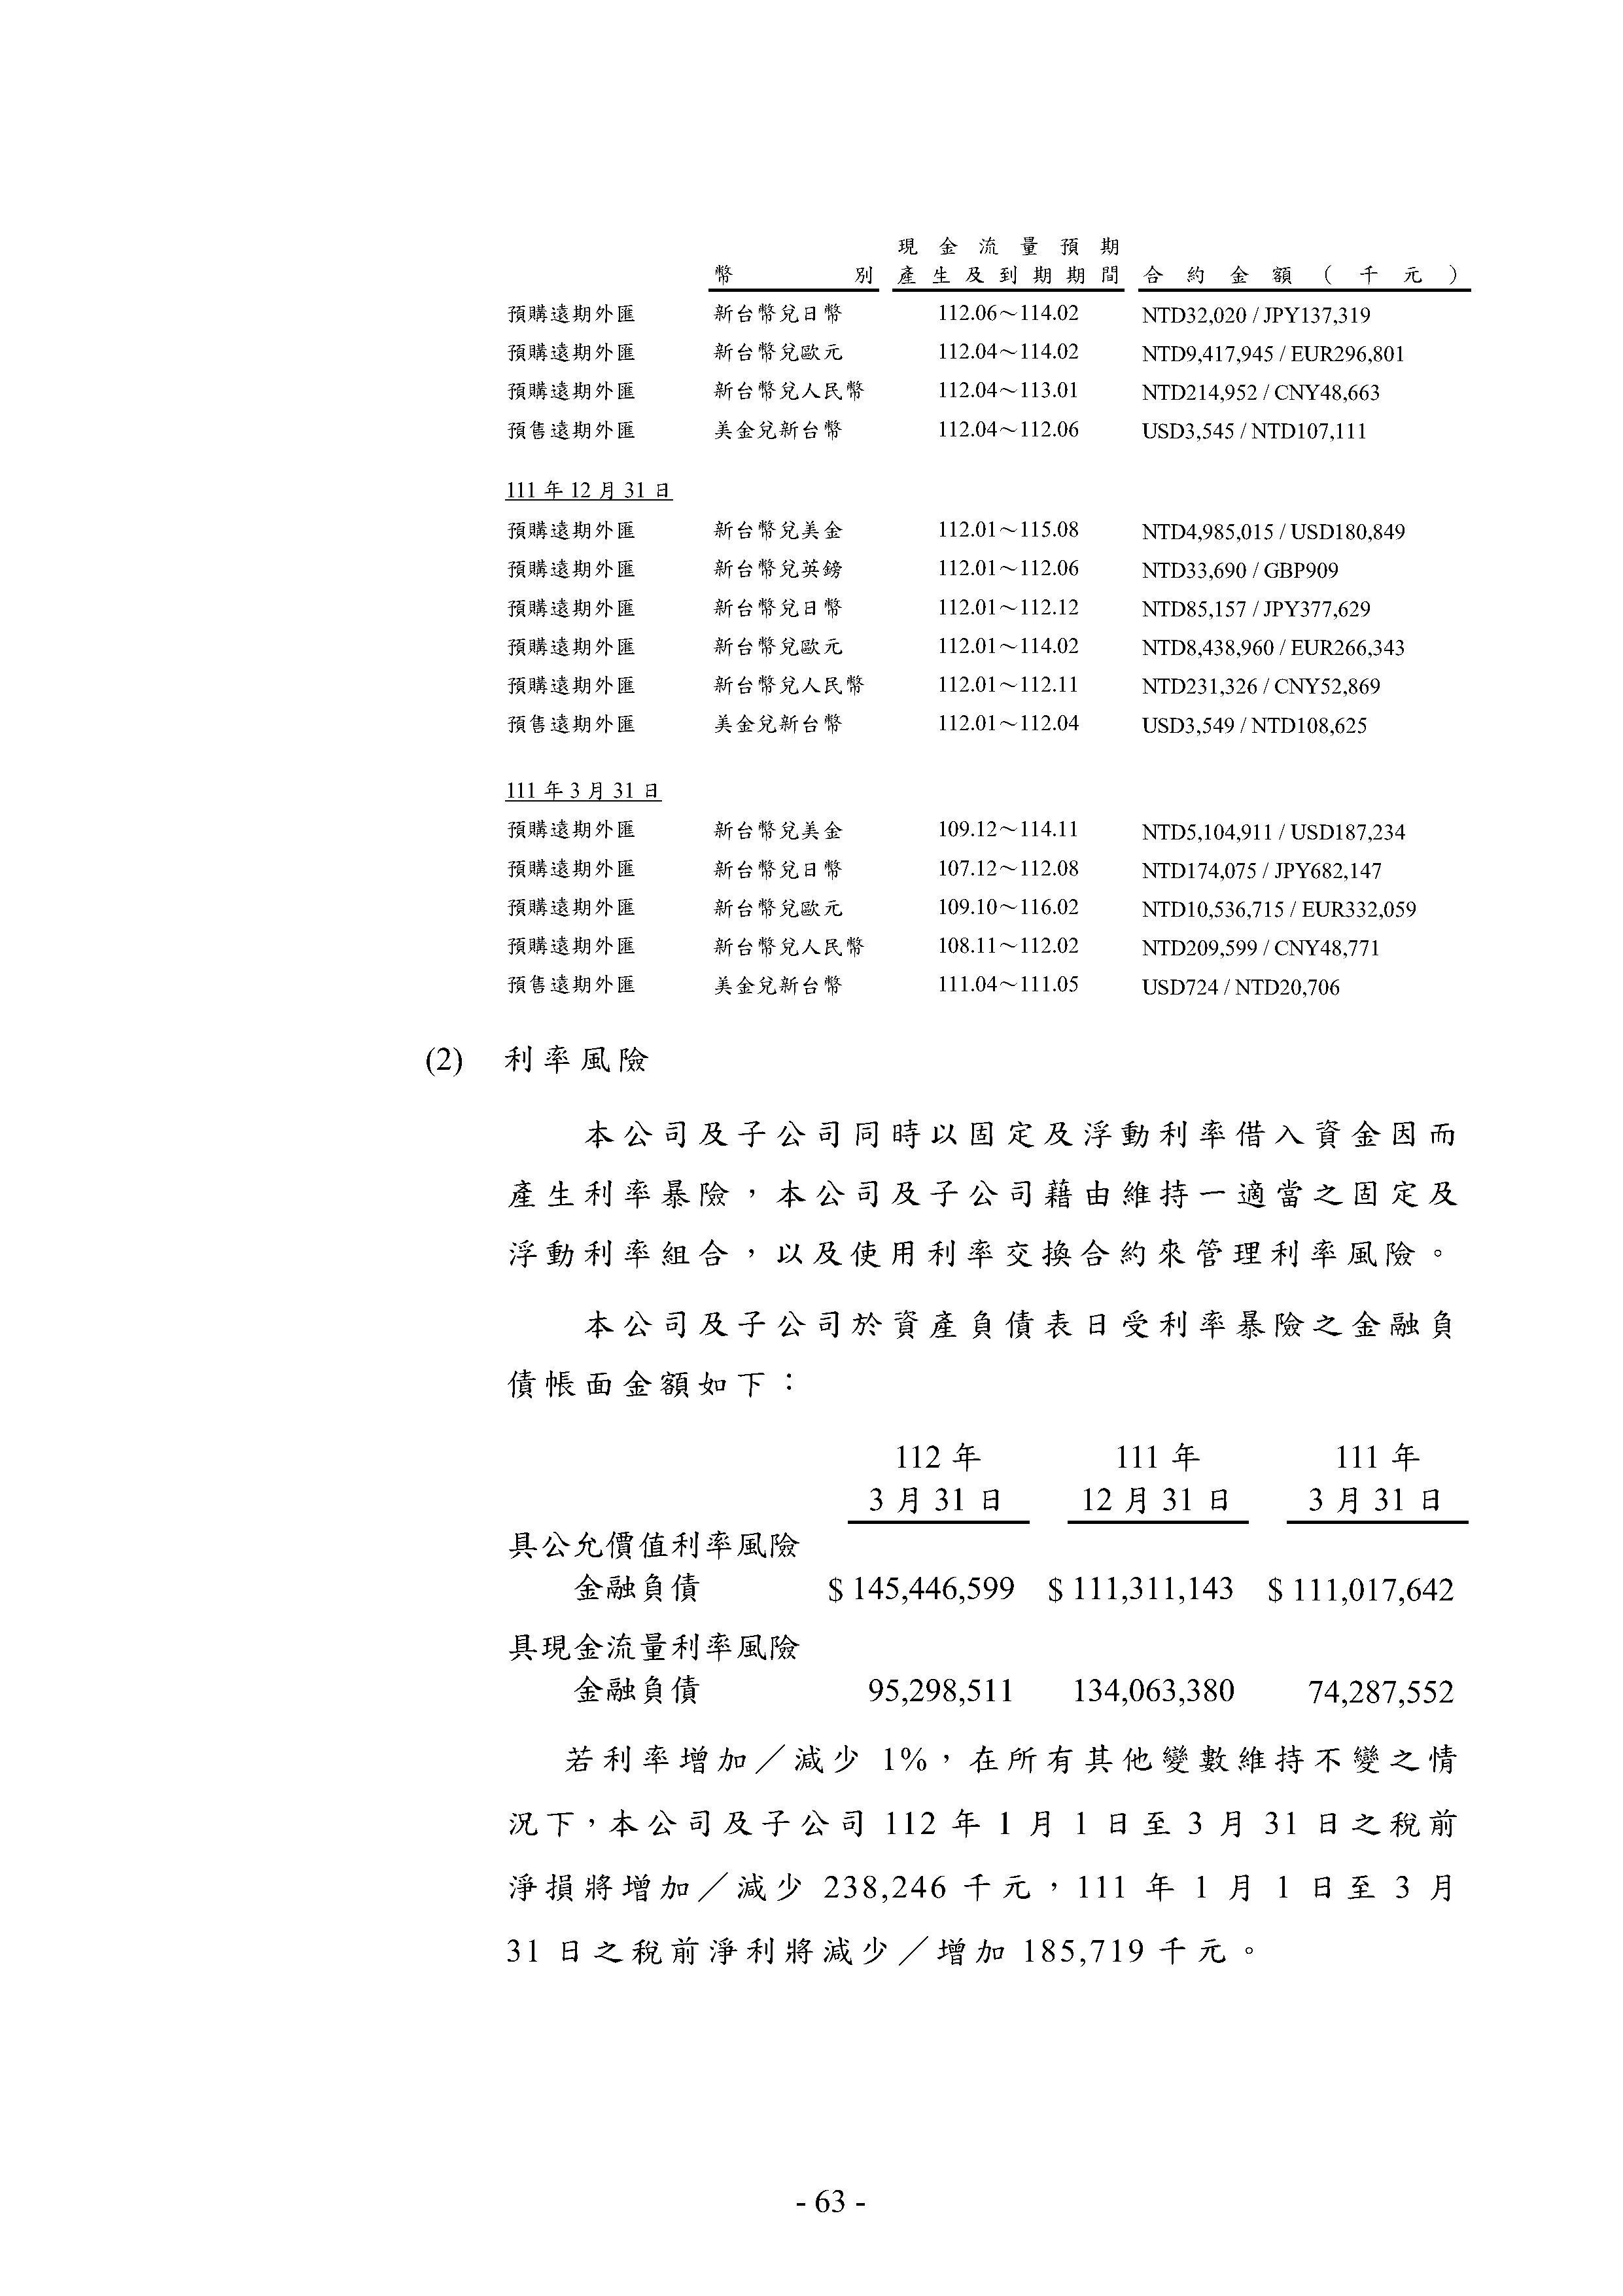 現金流量預期
幣別 產生及到期期間 合約金額（千元）
預購遠期外匯 新台幣兌日幣 112.06～114.02 NTD32,020 / JPY137,319
預購遠期外匯 新台幣兌歐元 112.04～114.02 NTD9,417,945 / EUR296,801
預購遠期外匯 新台幣兌人民幣 112.04～113.01 NTD214,952 / CNY48,663
預售遠期外匯 美金兌新台幣 112.04～112.06 USD3,545 / NTD107,111
111 年 12 月 31 日
預購遠期外匯 新台幣兌美金 112.01～115.08 NTD4,985,015 / USD180,849
預購遠期外匯 新台幣兌英鎊 112.01～112.06 NTD33,690 / GBP909
預購遠期外匯 新台幣兌日幣 112.01～112.12 NTD85,157 / JPY377,629
預購遠期外匯 新台幣兌歐元 112.01～114.02 NTD8,438,960 / EUR266,343
預購遠期外匯 新台幣兌人民幣 112.01～112.11 NTD231,326 / CNY52,869
預售遠期外匯 美金兌新台幣 112.01～112.04 USD3,549 / NTD108,625
111 年 3 月 31 日
預購遠期外匯 新台幣兌美金 109.12～114.11 NTD5,104,911 / USD187,234
預購遠期外匯 新台幣兌日幣 107.12～112.08 NTD174,075 / JPY682,147
預購遠期外匯 新台幣兌歐元 109.10～116.02 NTD10,536,715 / EUR332,059
預購遠期外匯 新台幣兌人民幣 108.11～112.02 NTD209,599 / CNY48,771
預售遠期外匯 美金兌新台幣 111.04～111.05 USD724 / NTD20,706
(2) 利率風險
本公司及子公司同時以固定及浮動利率借入資金因而
產生利率暴險，本公司及子公司藉由維持一適當之固定及
浮動利率組合，以及使用利率交換合約來管理利率風險。
本公司及子公司於資產負債表日受利率暴險之金融負
債帳面金額如下：
112 年 111 年 111 年
3 月 31 日 12 月 31 日 3 月 31 日
具公允價值利率風險
金融負債 $ 145,446,599 $ 111,311,143 $ 111,017,642
具現金流量利率風險
金融負債 95,298,511 134,063,380 74,287,552
若利率增加／減少 1%，在所有其他變數維持不變之情
況下，本公司及子公司 112 年 1 月 1 日至 3 月 31 日之稅前
淨損將增加／減少 238,246 千元，111 年 1 月 1 日至 3 月
31 日之稅前淨利將減少／增加 185,719 千元。
- 63 -